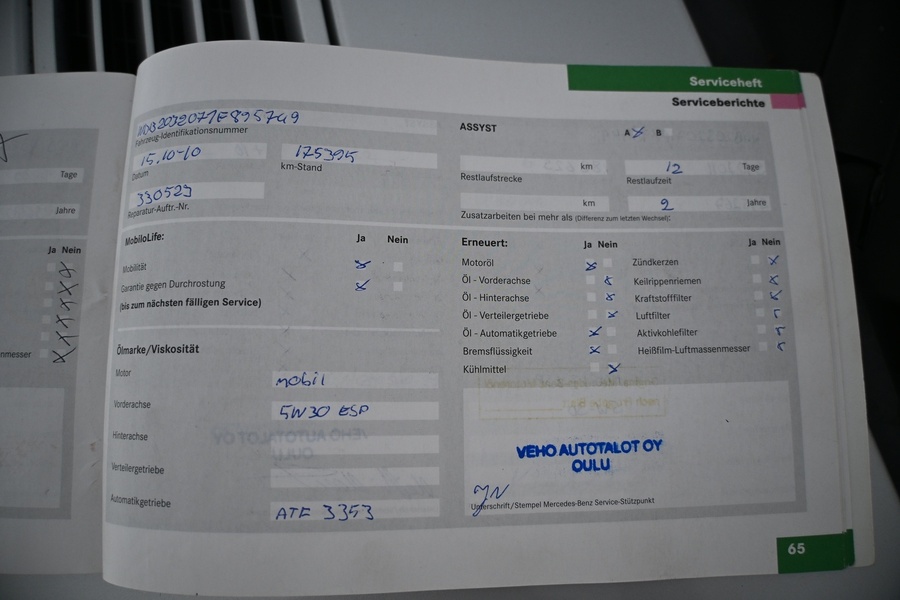 Serviceheft
Serviceberichte
WDB2032071E895749
Fahrzeug-Identifikationsnummer
15.10-10
Datum
175395
km-Stand
330523
Reparatur-Auftr.-Nr.
ASSYST
A B
km
Restlaufstrecke
12 Tage
Restlaufzeit
km
2 Jahre
Zusatzarbeiten bei mehr als (Differenz zum letzten Wechsel):
Tage
Jahre
Ja Nein
nmesser
MobiloLife: Ja Nein
Mobilität
Garantie gegen Durchrostung
(bis zum nächsten fälligen Service)
Ölmarke/Viskosität
Motor mobil
Vorderachse 5W30 ESP
Hinterachse
Verteilergetriebe
Automatikgetriebe ATF 3353
Erneuert: Ja Nein
Motoröl
Öl - Vorderachse
Öl - Hinterachse
Öl - Verteilergetriebe
Öl - Automatikgetriebe
Bremsflüssigkeit
Kühlmittel
Ja Nein
Zündkerzen
Keilrippenriemen
Kraftstofffilter
Luftfilter
Aktivkohlefilter
Heißfilm-Luftmassenmesser
VEHO AUTOTALOT OY
OULU
Unterschrift/Stempel Mercedes-Benz Service-Stützpunkt
65